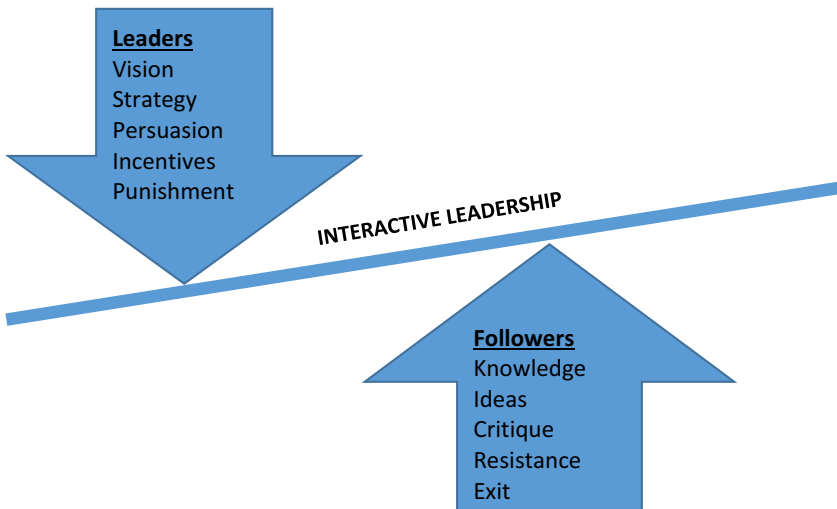 Leaders
Vision
Strategy
Persuasion
Incentives
Punishment
INTERACTIVE LEADERSHIP
Followers
Knowledge
Ideas
Critique
Resistance
Exit